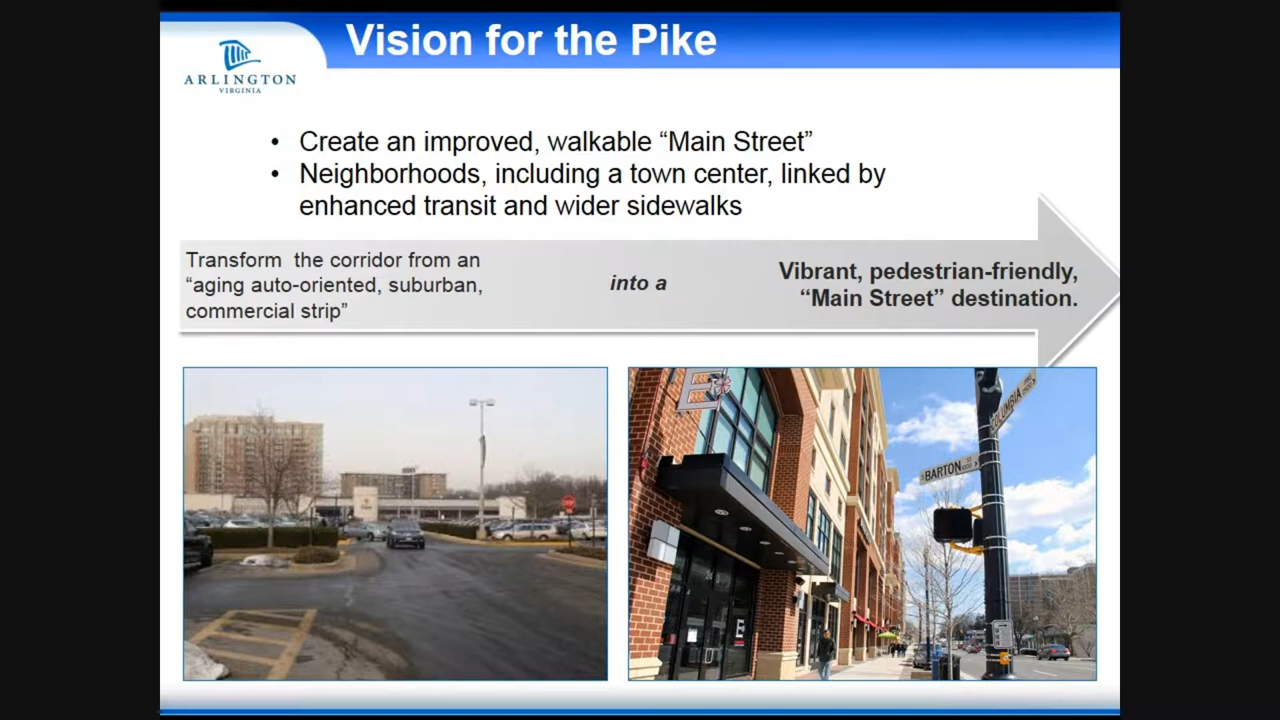 Vision for the Pike
ARLINGTON
VIRGINIA
• Create an improved, walkable “Main Street”
• Neighborhoods, including a town center, linked by
enhanced transit and wider sidewalks
Transform the corridor from an
“aging auto-oriented, suburban,
commercial strip”
into a
Vibrant, pedestrian-friendly,
“Main Street” destination.
E
COLUMBIA
BARTON
E